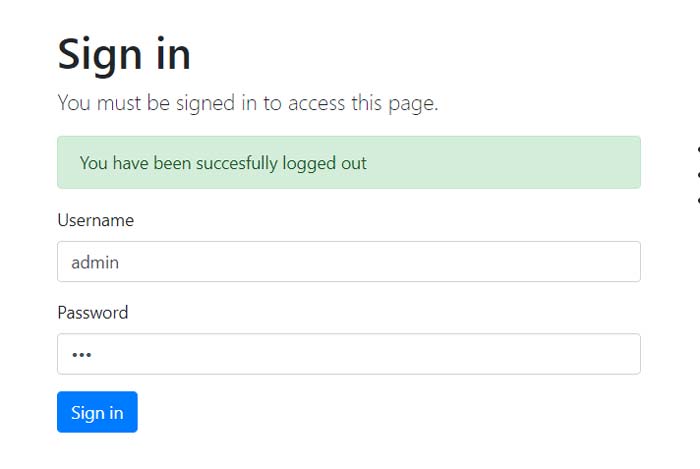 Sign in
You must be signed in to access this page.
You have been succesfully logged out
Username
admin
Password
•••
Sign in